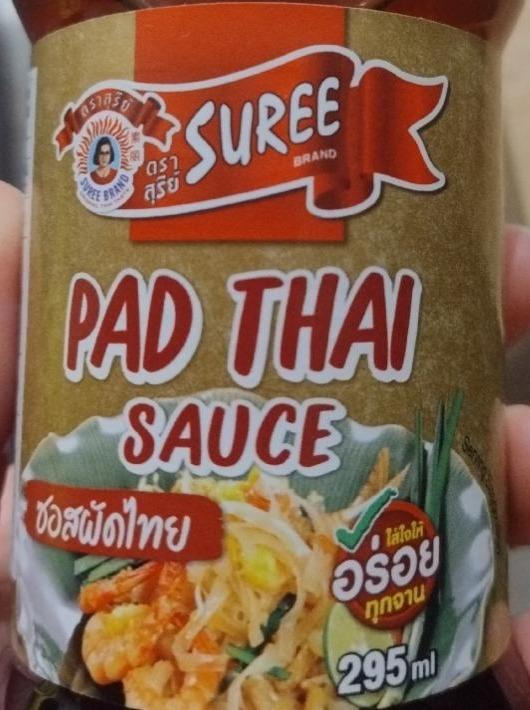 ตราสุรีย์
SUREE BRAND
ตรา
สุรีย์
SUREE
BRAND
PAD THAI
SAUCE
ซอสผัดไทย
ใส่ใจให้
อร่อย
ทุกจาน
295 ml